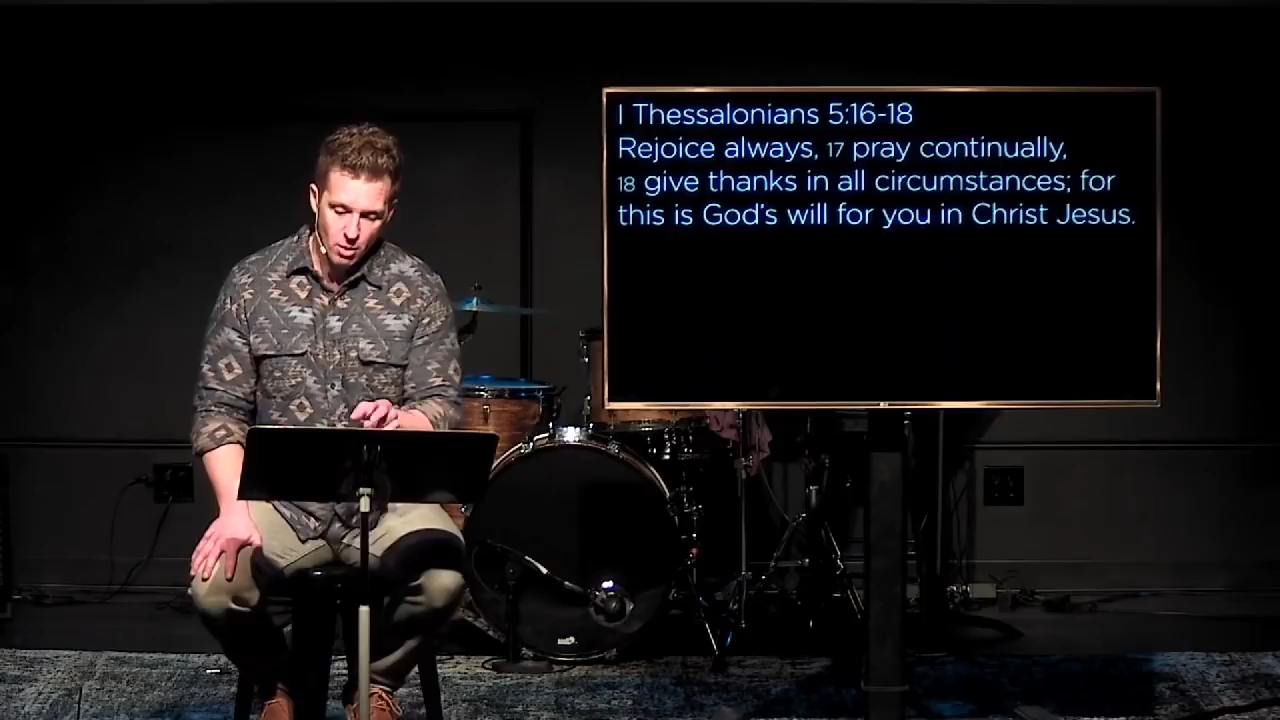 I Thessalonians 5:16-18
Rejoice always, 17 pray continually,
18 give thanks in all circumstances; for
this is God's will for you in Christ Jesus.